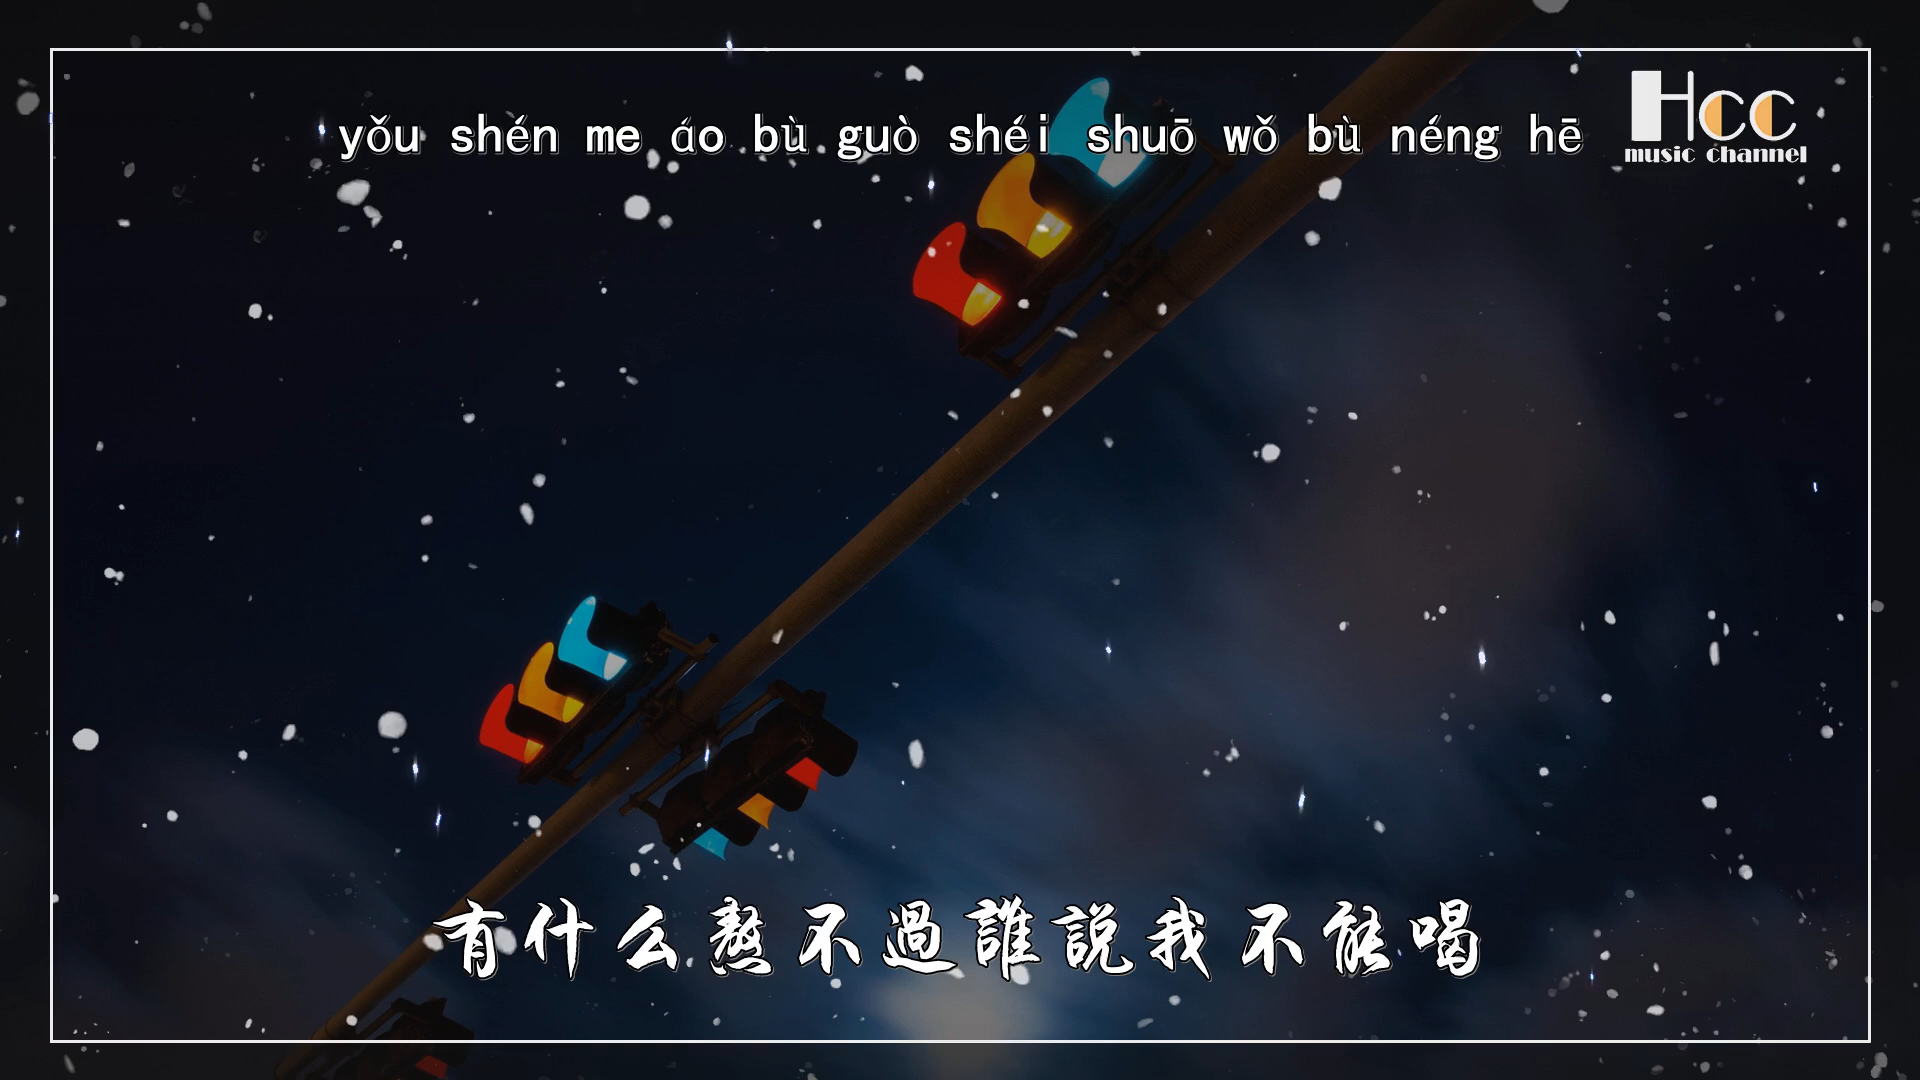 Hcc
music channel
yǒu shén me áo bù guò shéi shuō wǒ bù néng hē
有什么熬不過誰説我不能喝